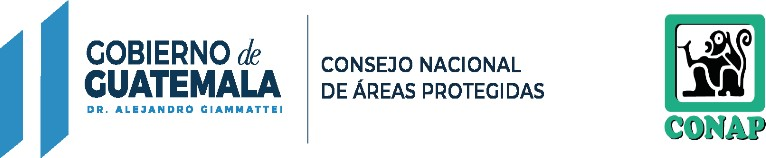 GOBIERNO de
GUATEMALA
DR. ALEJANDRO GIAMMATTEI
CONSEJO NACIONAL
DE ÁREAS PROTEGIDAS
CONAP